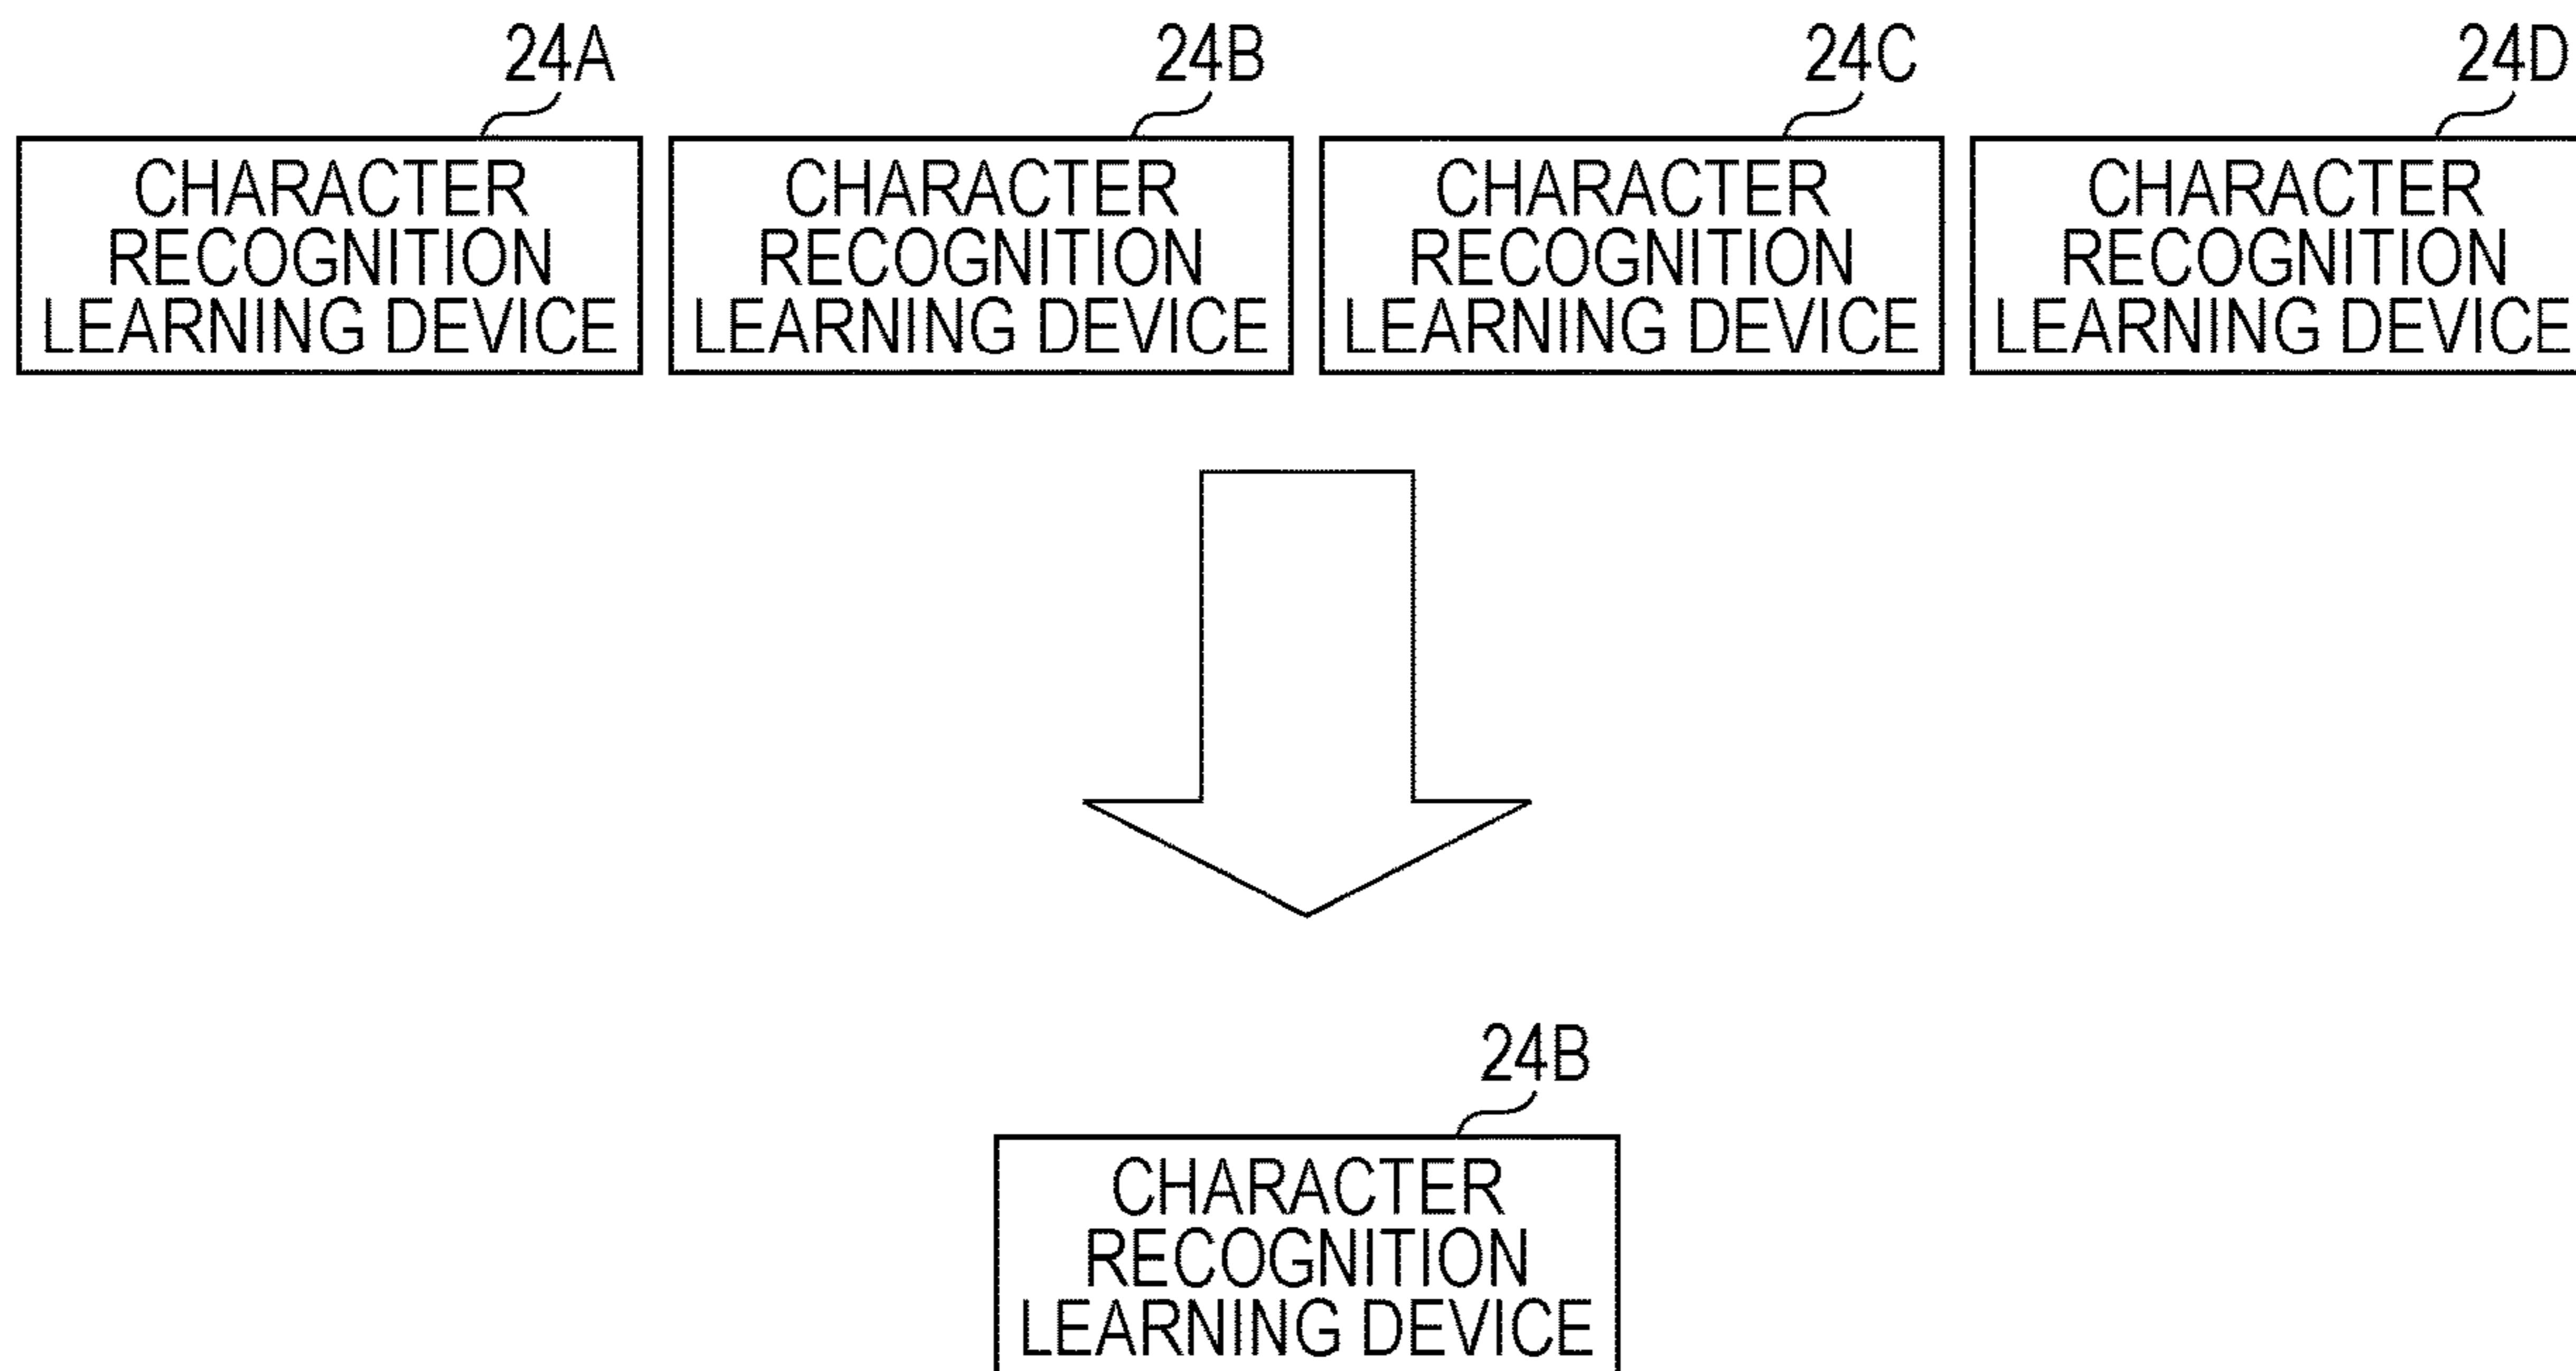 24A 24B 24C 24D
CHARACTER CHARACTER CHARACTER CHARACTER
RECOGNITION RECOGNITION RECOGNITION RECOGNITION
LEARNING DEVICE LEARNING DEVICE LEARNING DEVICE LEARNING DEVICE
24B
CHARACTER
RECOGNITION
LEARNING DEVICE